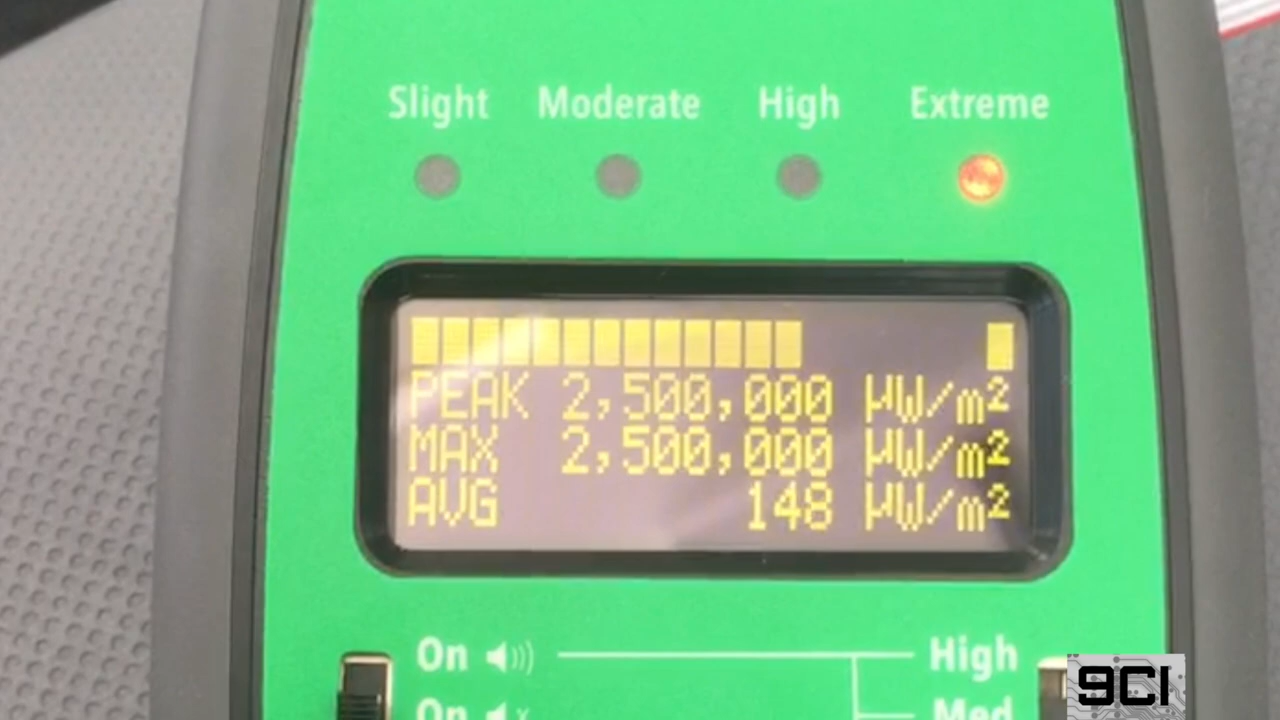 Slight Moderate High Extreme
PEAK 2,500,000 µW/m²
MAX 2,500,000 µW/m²
AVG 148 µW/m²
On High
On Med
9CI